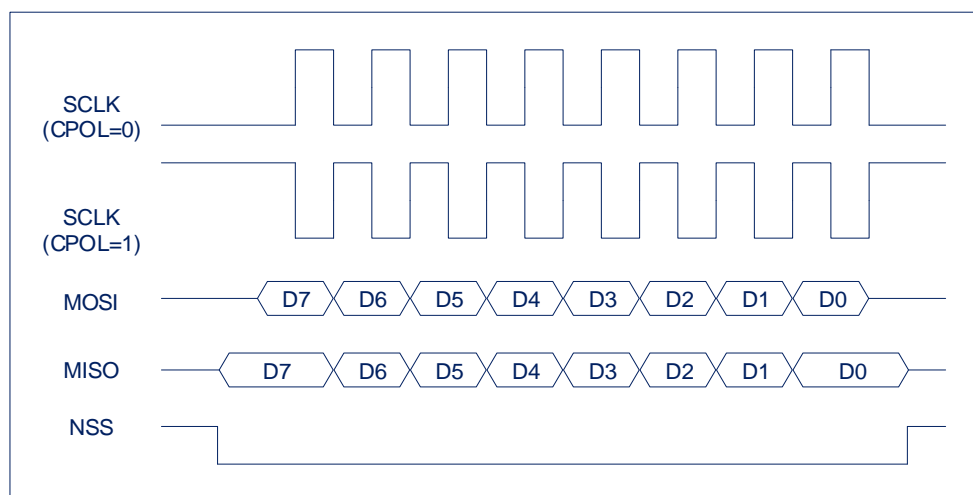 SCLK
(CPOL=0)
SCLK
(CPOL=1)
MOSI D7 D6 D5 D4 D3 D2 D1 D0
MISO D7 D6 D5 D4 D3 D2 D1 D0
NSS